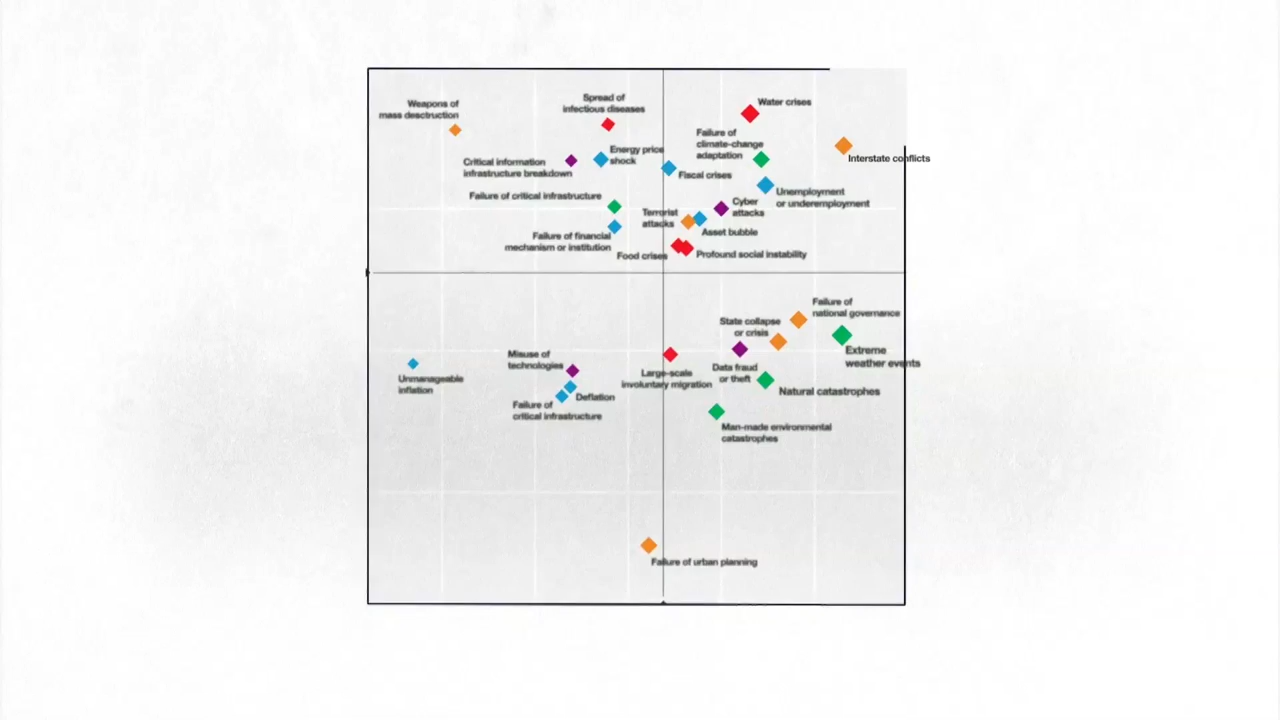 Weapons of
mass desctruction
Spread of
infectious diseases
Water crises
Failure of
climate-change
adaptation
Interstate conflicts
Energy price
shock
Critical information
infrastructure breakdown
Fiscal crises
Unemployment
or underemployment
Failure of critical infrastructure
Cyber
attacks
Terrorist
attacks
Asset bubble
Failure of financial
mechanism or institution
Food crises
Profound social instability
Failure of
national governance
State collapse
or crisis
Extreme
weather events
Misuse of
technologies
Large-scale
involuntary migration
Data fraud
or theft
Unmanageable
inflation
Natural catastrophes
Deflation
Failure of
critical infrastructure
Man-made environmental
catastrophes
Failure of urban planning